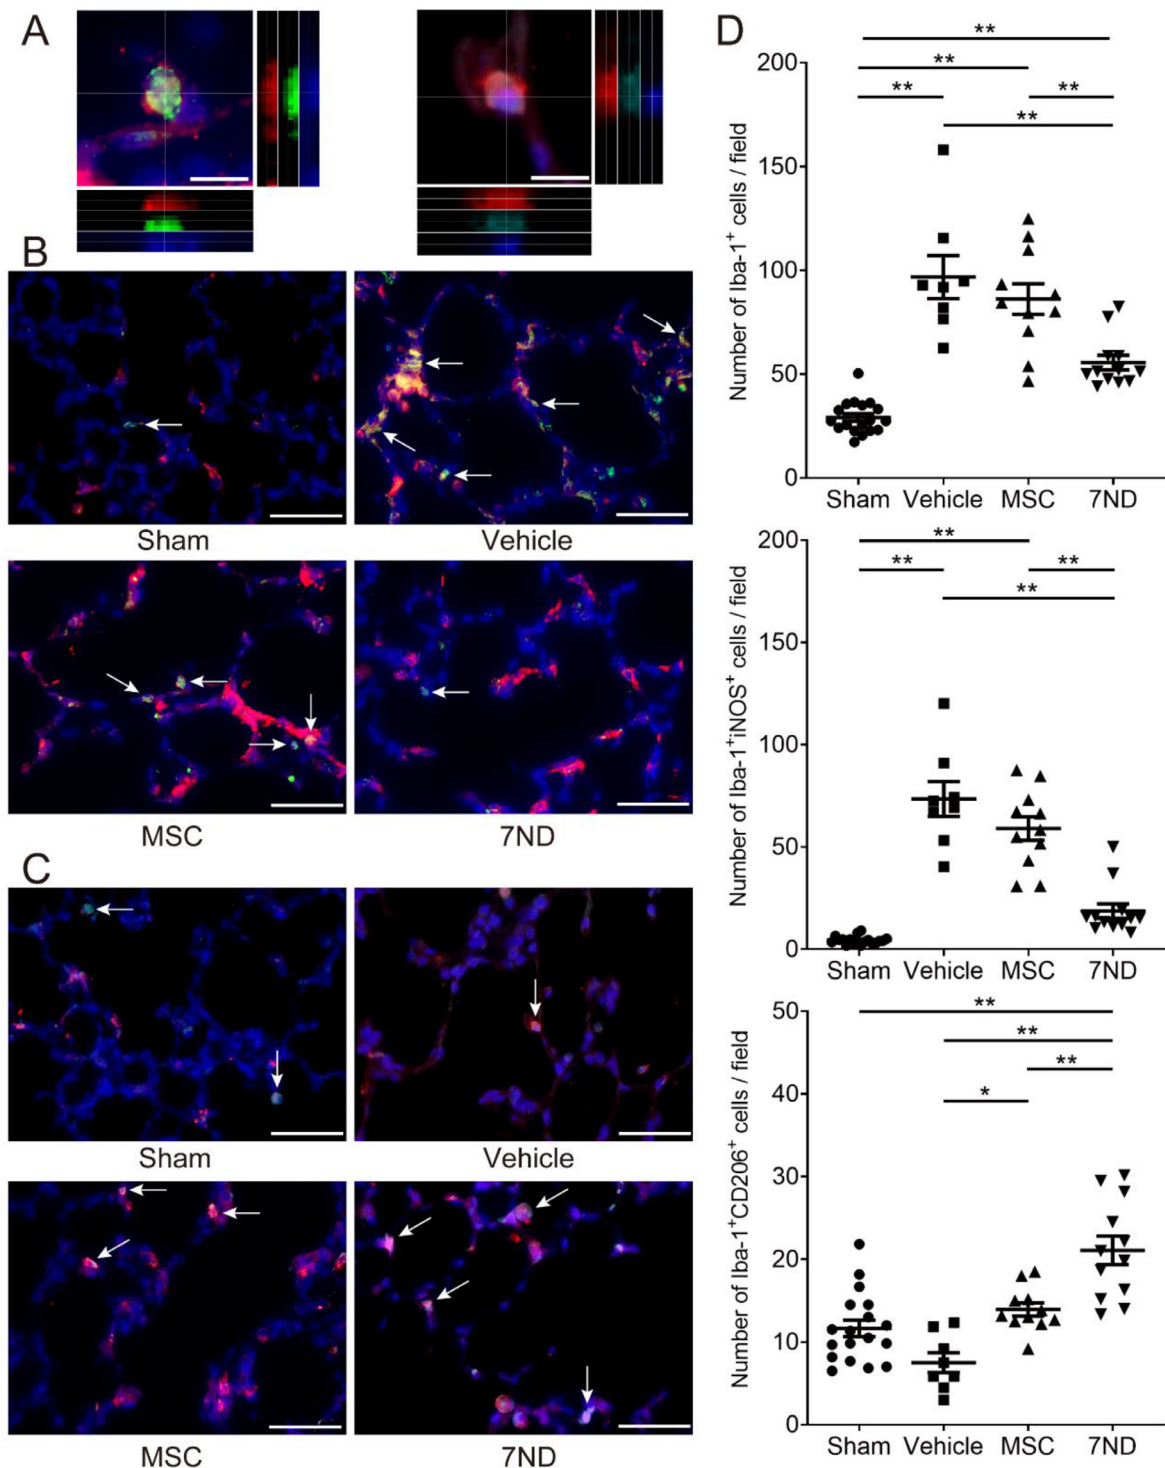 A
B
Sham
Vehicle
MSC
7ND
C
Sham
Vehicle
MSC
7ND
D
**
**
**
**
**
200
150
100
50
0
Number of Iba-1⁺ cells / field
Sham
Vehicle
MSC
7ND
**
**
**
**
200
150
100
50
0
Number of Iba-1⁺iNOS⁺ cells / field
Sham
Vehicle
MSC
7ND
**
**
**
*
50
40
30
20
10
0
Number of Iba-1⁺CD206⁺ cells / field
Sham
Vehicle
MSC
7ND